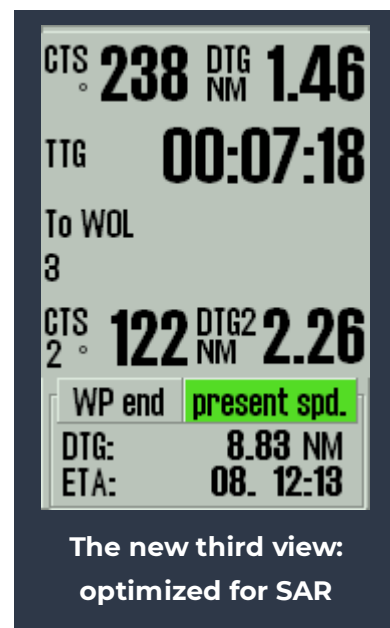 CTS ° 238 DTG NM 1.46
TTG 00:07:18
To WOL
3
CTS 2 ° 122 DTG2 NM 2.26
WP end present spd.
DTG: 8.83 NM
ETA: 08. 12:13
The new third view:
optimized for SAR